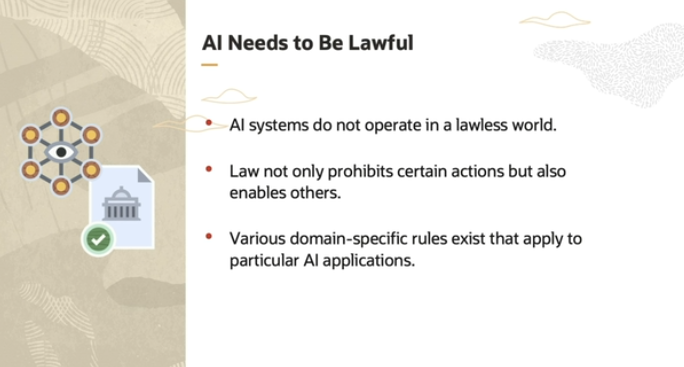 AI Needs to Be Lawful
• AI systems do not operate in a lawless world.
• Law not only prohibits certain actions but also
enables others.
• Various domain-specific rules exist that apply to
particular AI applications.